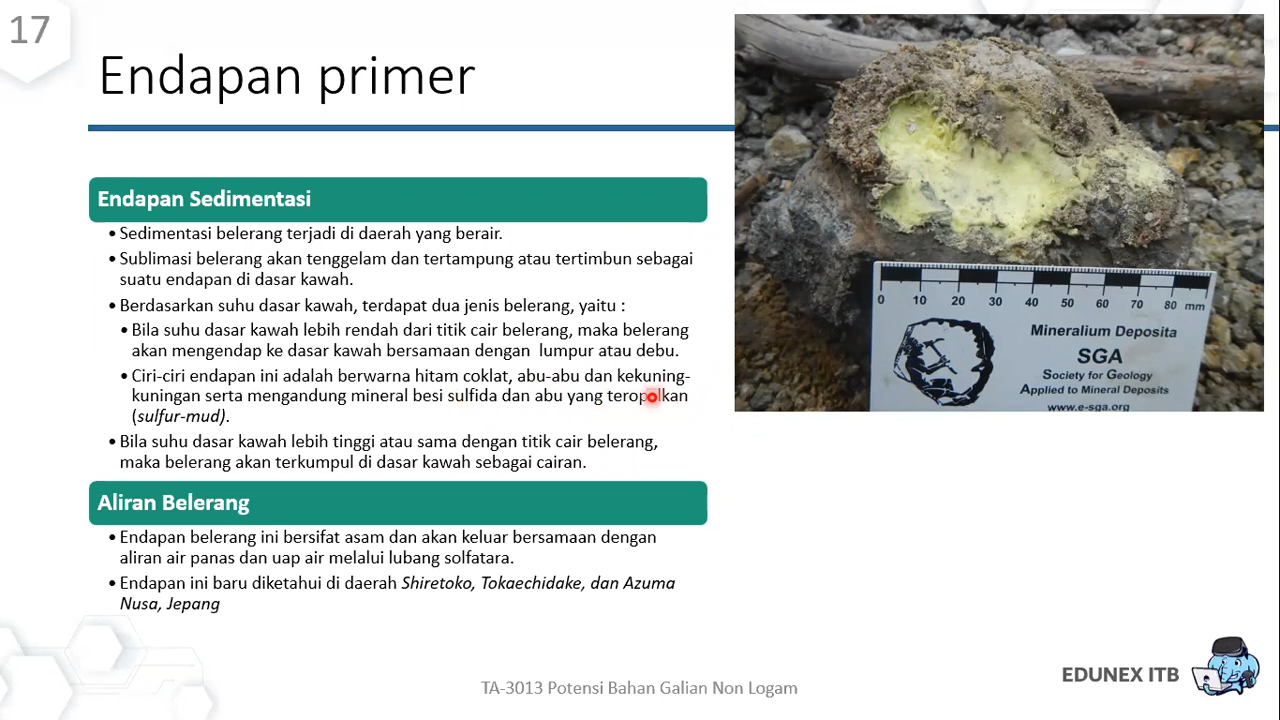 17
Endapan primer
Endapan Sedimentasi
•Sedimentasi belerang terjadi di daerah yang berair.
•Sublimasi belerang akan tenggelam dan tertampung atau tertimbun sebagai
suatu endapan di dasar kawah.
•Berdasarkan suhu dasar kawah, terdapat dua jenis belerang, yaitu :
•Bila suhu dasar kawah lebih rendah dari titik cair belerang, maka belerang
akan mengendap ke dasar kawah bersamaan dengan lumpur atau debu.
•Ciri-ciri endapan ini adalah berwarna hitam coklat, abu-abu dan kekuning-
kuningan serta mengandung mineral besi sulfida dan abu yang
(sulfur-mud).
•Bila suhu dasar kawah lebih tinggi atau sama dengan titik cair belerang,
maka belerang akan terkumpul di dasar kawah sebagai cairan.
Aliran Belerang
•Endapan belerang ini bersifat asam dan akan keluar bersamaan dengan
aliran air panas dan uap air melalui lubang solfatara.
•Endapan ini baru diketahui di daerah Shiretoko, Tokaechidake, dan Azuma
Nusa, Jepang
0 10 20 30 40 50 60 70 80 mm
Mineralium Deposita
SGA
Society for Geology
Applied to Mineral Deposits
www.e-sga.org
EDUNEX ITB
TA-3013 Potensi Bahan Galian Non Logam